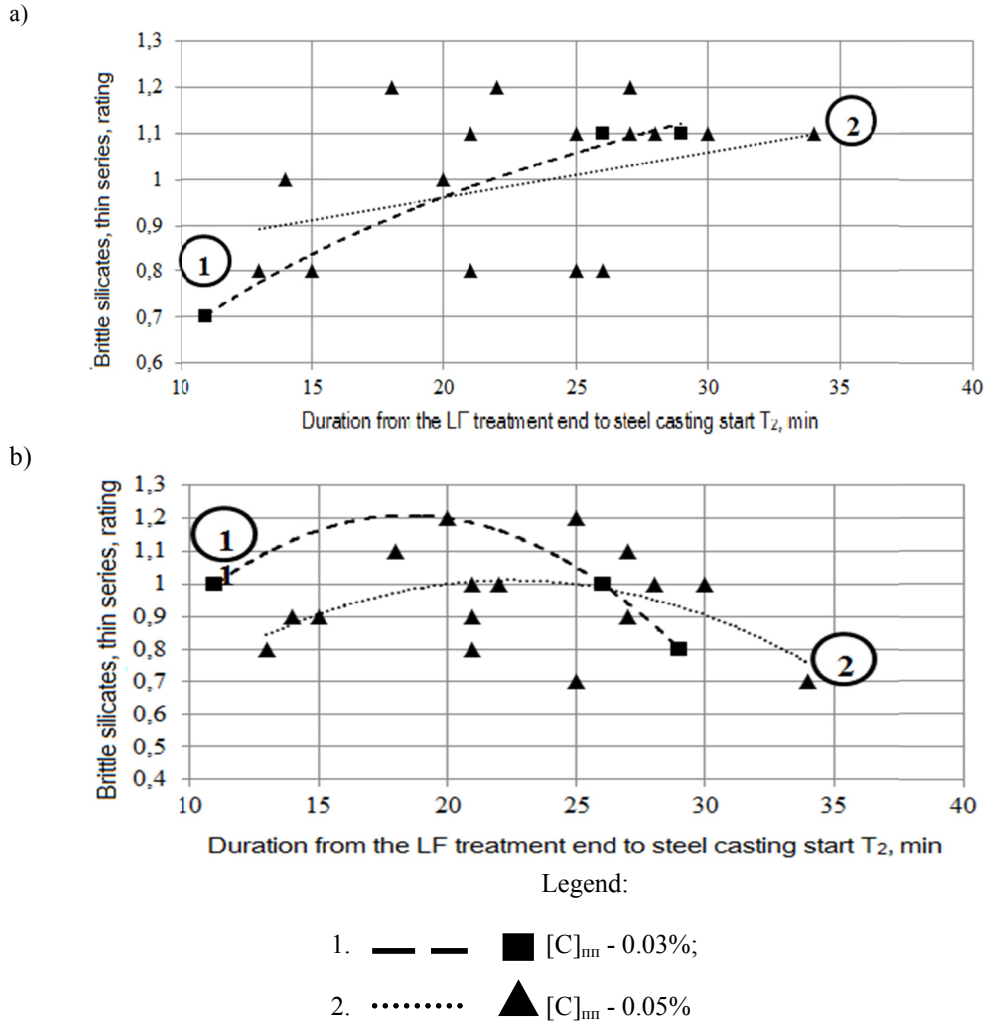 a)
Brittle silicates, thin series, rating
1,3
1,2
1,1
1
0,9
0,8
0,7
0,6
1
2
10 15 20 25 30 35 40
Duration from the LF treatment end to steel casting start T₂, min
b)
Brittle silicates, thin series, rating
1,3
1,2
1,1
1
0,9
0,8
0,7
0,6
0,5
0,4
1
1
2
10 15 20 25 30 35 40
Duration from the LF treatment end to steel casting start T₂, min
Legend:
1. [C]пп - 0.03%;
2. [C]пп - 0.05%